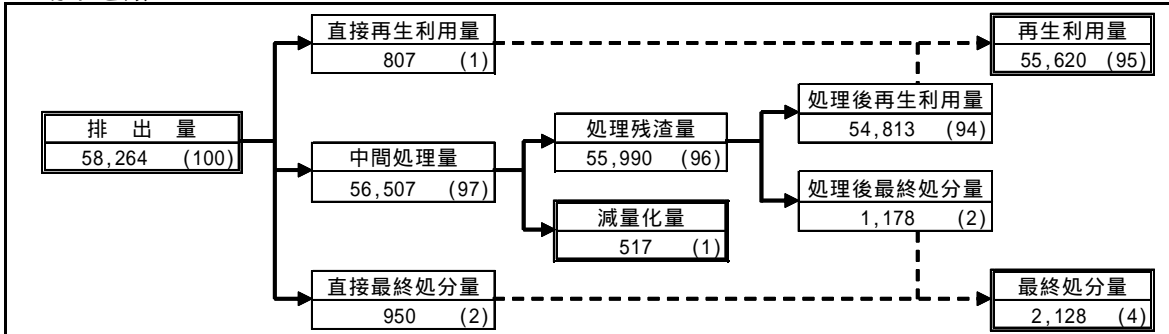 直接再生利用量
807 (1)
再生利用量
55,620 (95)
処理後再生利用量
54,813 (94)
排 出 量
58,264 (100)
処理残渣量
55,990 (96)
中間処理量
56,507 (97)
処理後最終処分量
1,178 (2)
減量化量
517 (1)
直接最終処分量
950 (2)
最終処分量
2,128 (4)